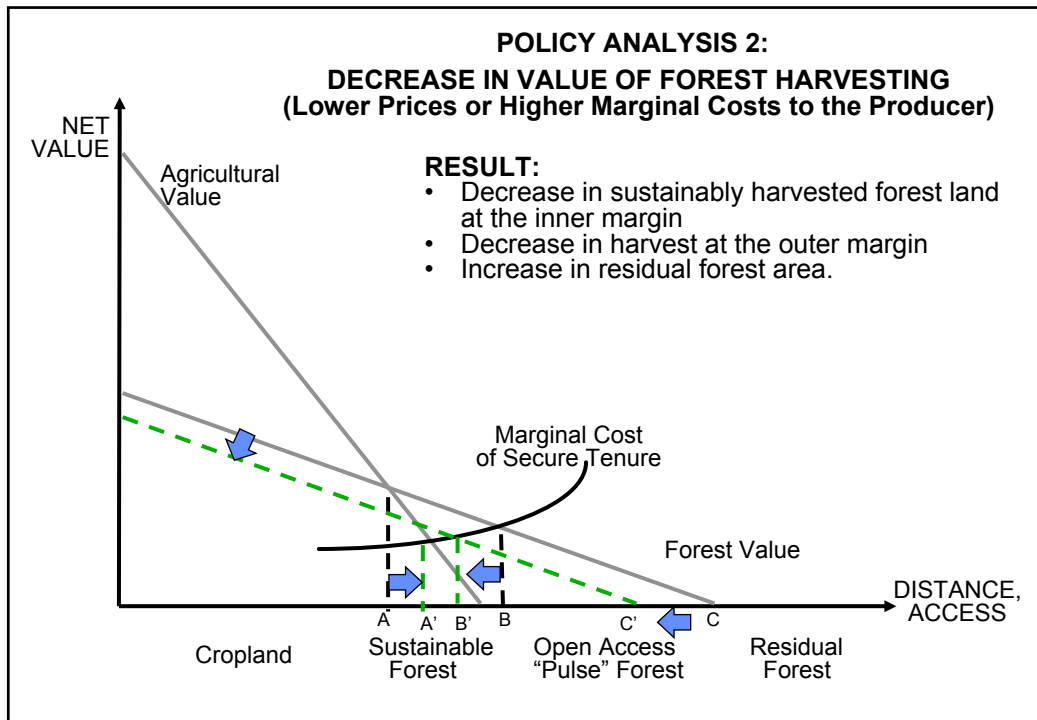 POLICY ANALYSIS 2:
DECREASE IN VALUE OF FOREST HARVESTING
(Lower Prices or Higher Marginal Costs to the Producer)
NET
VALUE
Agricultural
Value
RESULT:
• Decrease in sustainably harvested forest land
at the inner margin
• Decrease in harvest at the outer margin
• Increase in residual forest area.
Marginal Cost
of Secure Tenure
Forest Value
DISTANCE,
ACCESS
A A’ B’ B C’ C
Cropland
Sustainable
Forest
Open Access
“Pulse” Forest
Residual
Forest